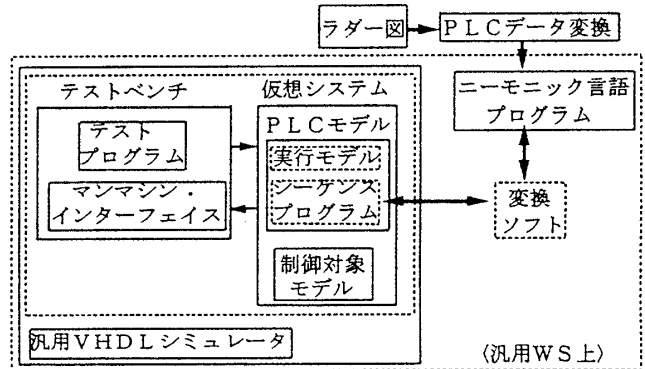 ラダー図
PLCデータ変換
テストベンチ
仮想システム
ニーモニック言語
プログラム
テスト
プログラム
マンマシン・
インターフェイス
PLCモデル
実行モデル
シーケンス
プログラム
制御対象
モデル
変換
ソフト
汎用VHDLシミュレータ
〈汎用WS上〉